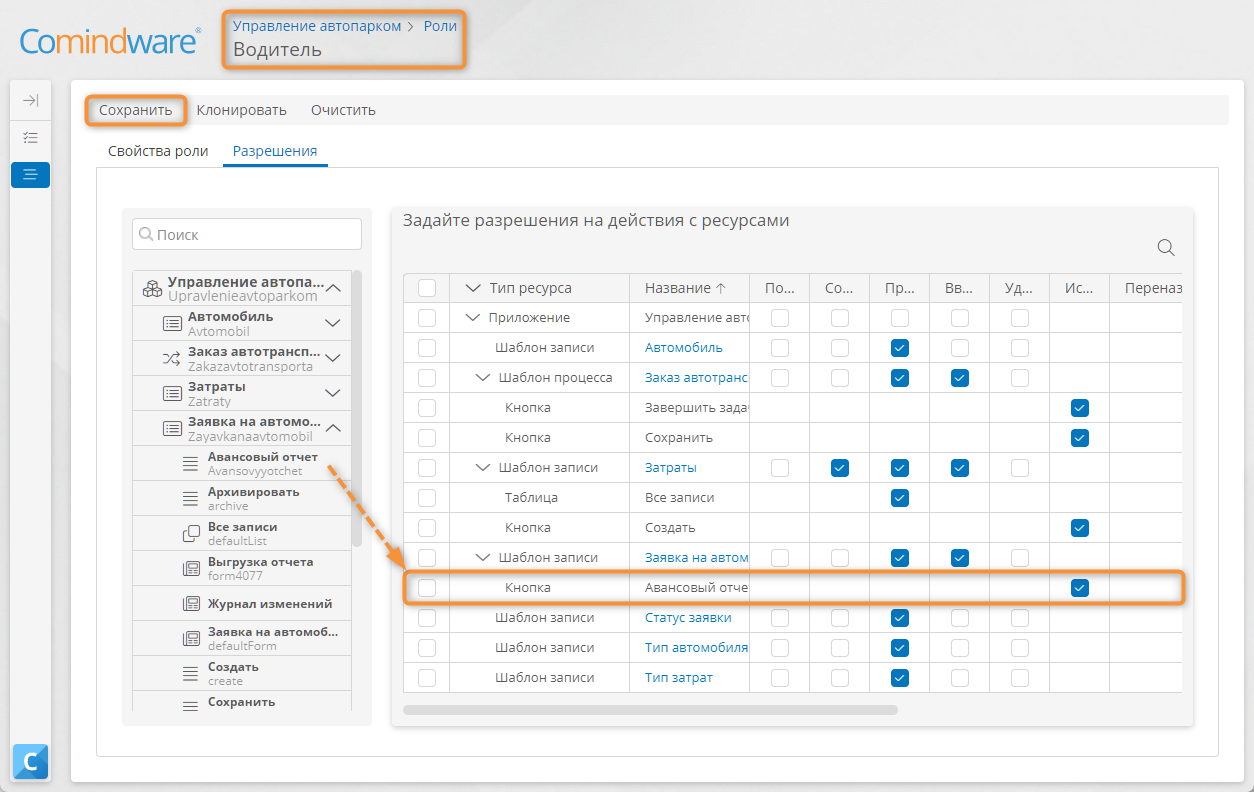 Управление автопарком > Роли
Comindware®
Водитель
Сохранить Клонировать Очистить
Свойства роли Разрешения
Поиск
Задайте разрешения на действия с ресурсами
Управление автопа...
Upravlenieavtoparkom
Автомобиль
Avtomobil
Заказ автотрансп...
Zakazavtotransporta
Затраты
Zatraty
Заявка на автомо...
Zayavkanaavtomobil
Авансовый отчет
Avansovyyotchet
Архивировать
archive
Все записи
defaultList
Выгрузка отчета
form4077
Журнал изменений
Заявка на автомоб...
defaultForm
Создать
create
Сохранить
Тип ресурса Название ↑ По... Со... Пр... Вв... Уд... Ис... Переназ
Приложение Управление авто
Шаблон записи Автомобиль
Шаблон процесса Заказ автотранс
Кнопка Завершить задач
Кнопка Сохранить
Шаблон записи Затраты
Таблица Все записи
Кнопка Создать
Шаблон записи Заявка на автом
Кнопка Авансовый отче
Шаблон записи Статус заявки
Шаблон записи Тип автомобиля
Шаблон записи Тип затрат
C